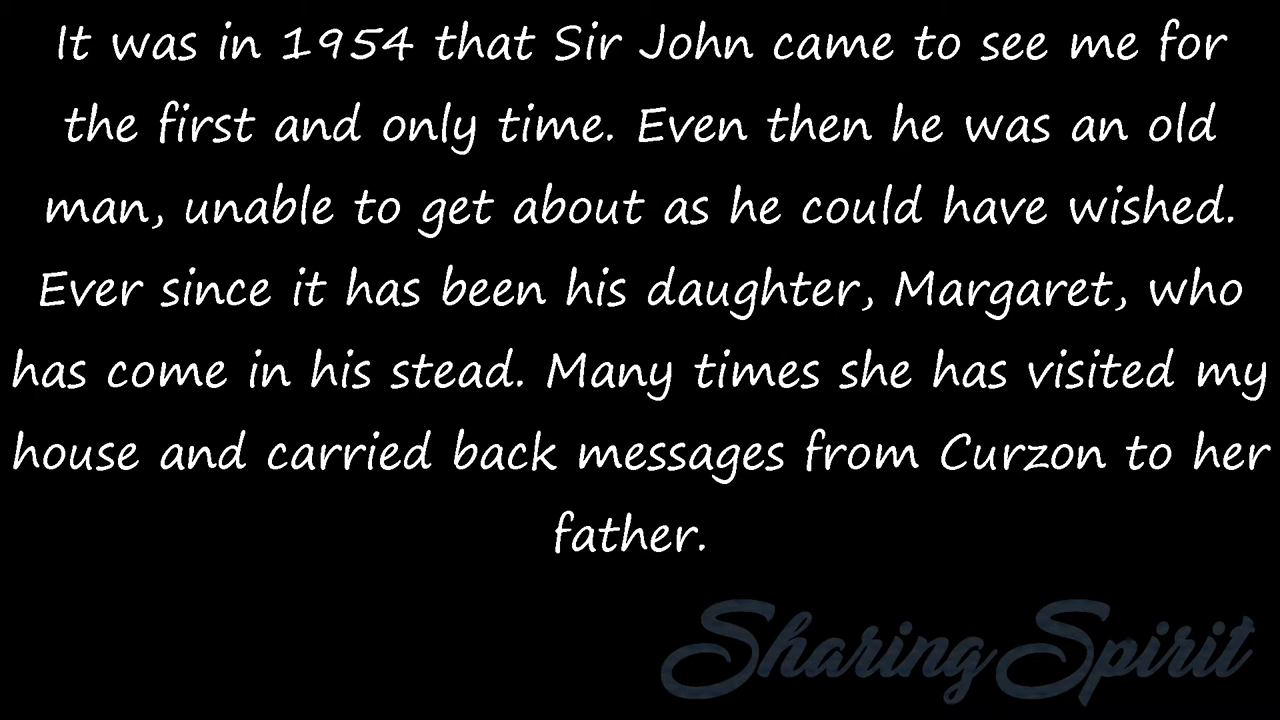 It was in 1954 that Sir John came to see me for
the first and only time. Even then he was an old
man, unable to get about as he could have wished.
Ever since it has been his daughter, Margaret, who
has come in his stead. Many times she has visited my
house and carried back messages from Curzon to her
father.
SharingSpirit